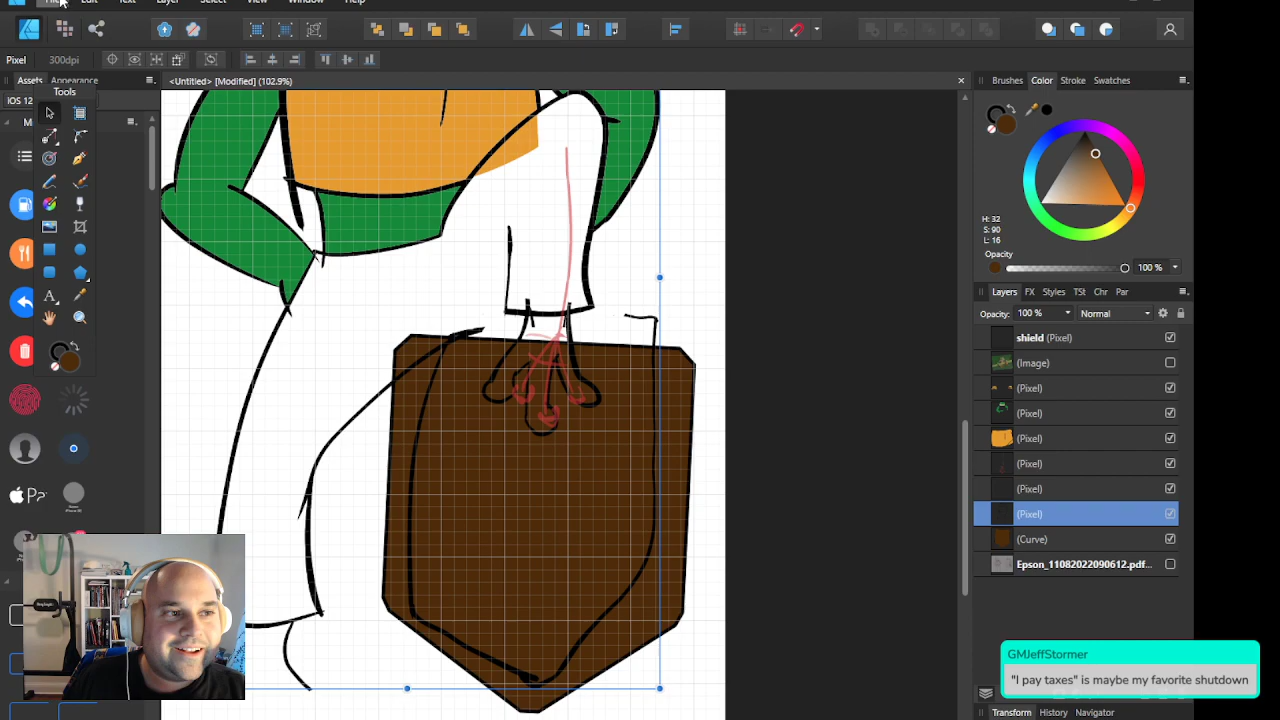 File Edit Text Layer Select View Window Help
Pixel 300dpi
Assets Appearance
<Untitled> [Modified] (102.9%)
Brushes Color Stroke Swatches
Tools
iOS 12
M
H: 32
S: 90
L: 16
Opacity
100 %
Layers FX Styles TSt Chr Par
Opacity: 100 % Normal
shield (Pixel)
(Image)
(Pixel)
(Pixel)
(Pixel)
(Pixel)
(Pixel)
(Pixel)
(Curve)
Epson_11082022090612.pdf...
GMJeffStormer
"I pay taxes" is maybe my favorite shutdown
Transform History Navigator